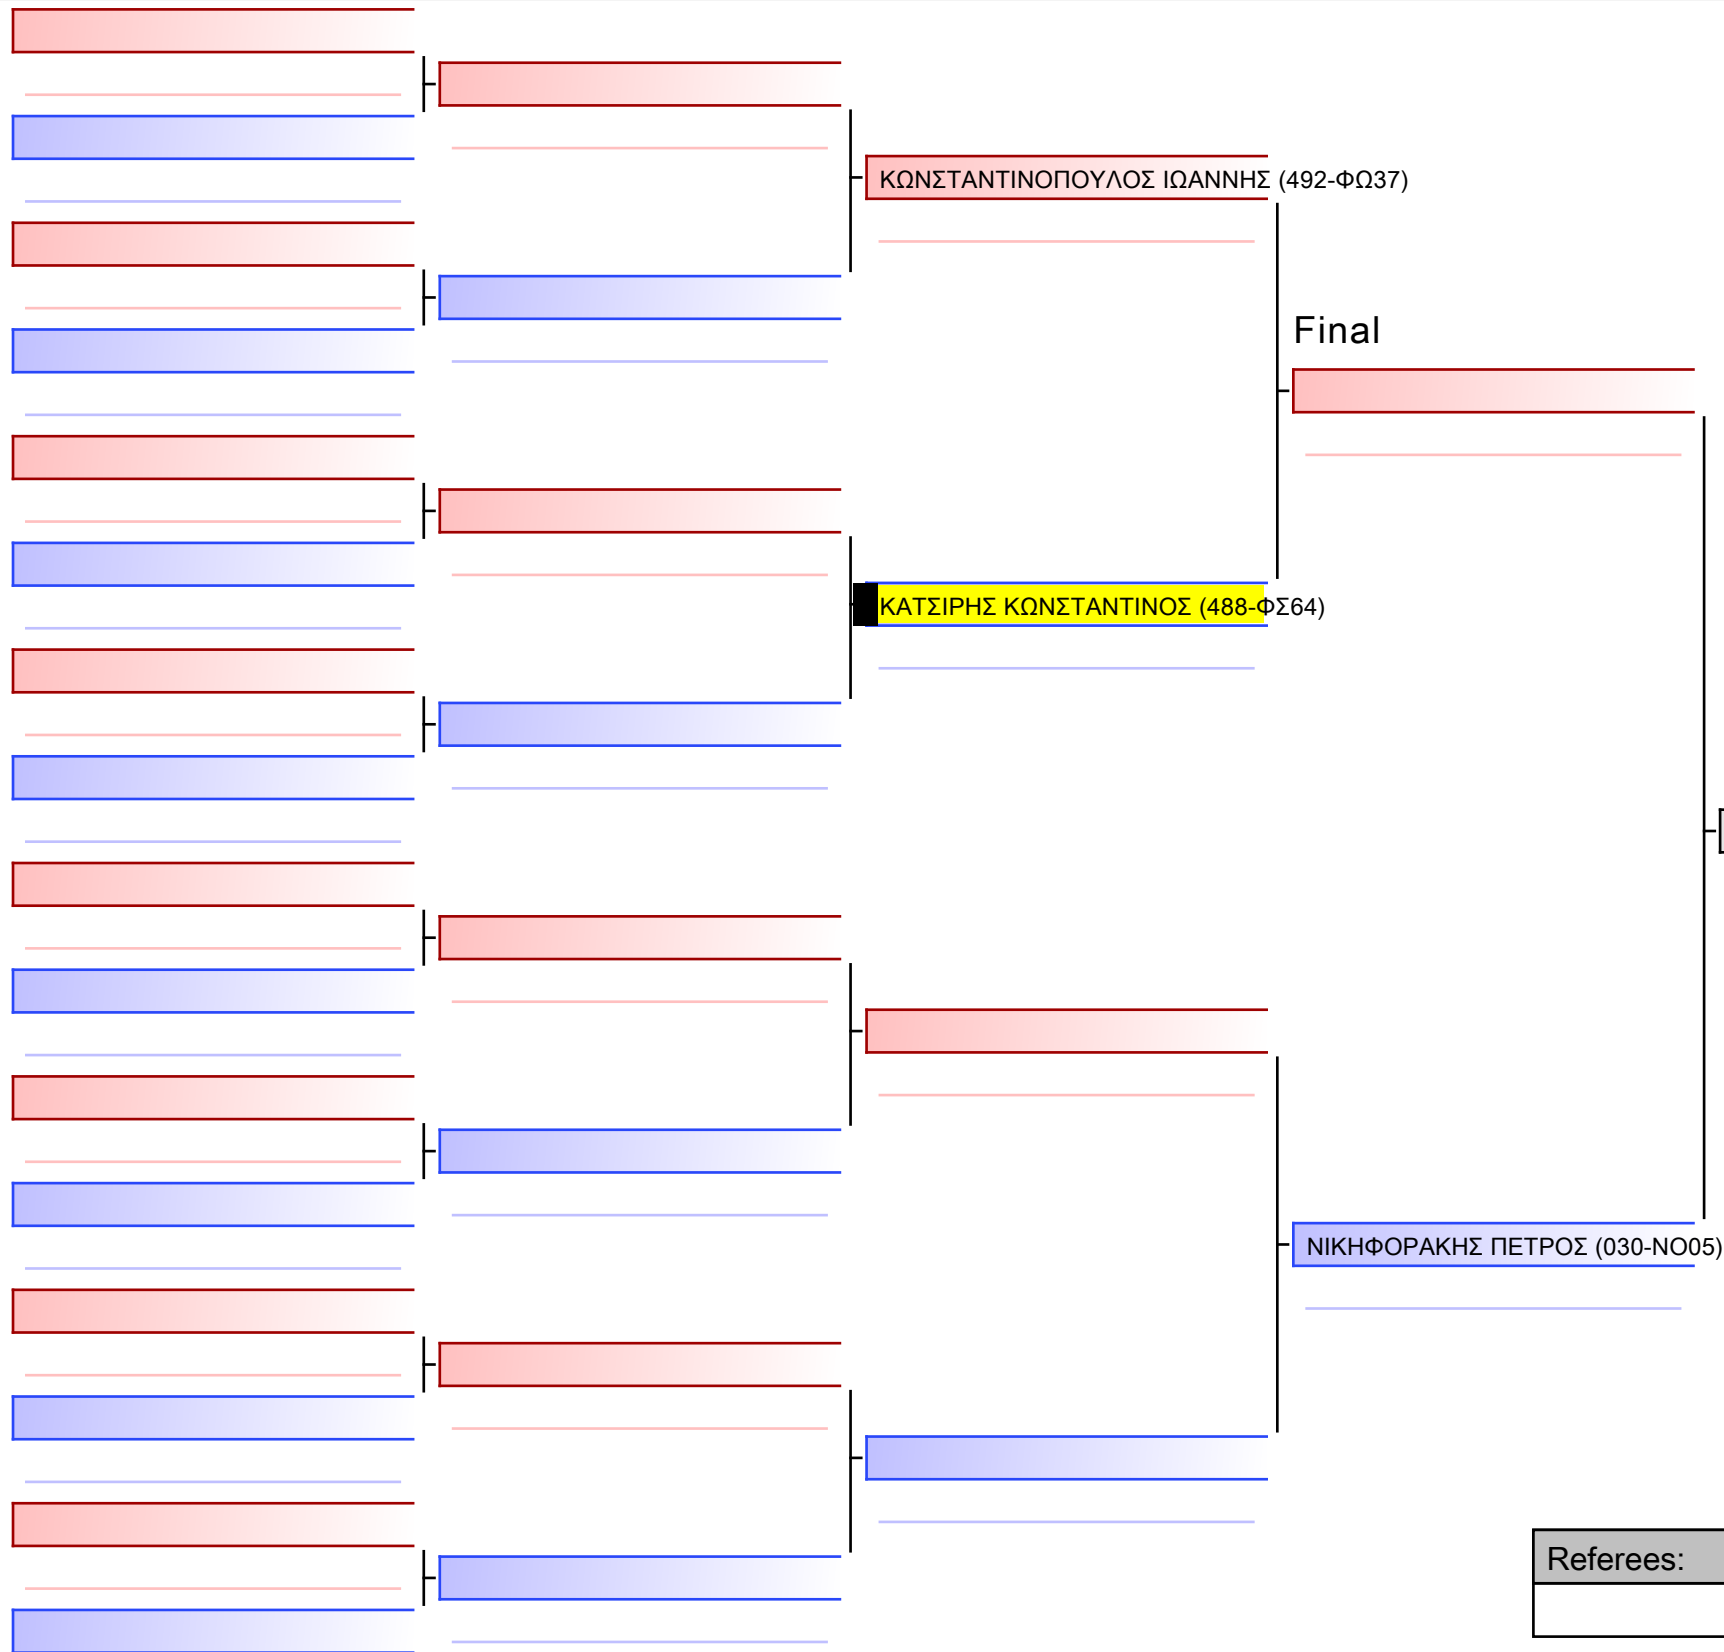 ΚΩΝΣΤΑΝΤΙΝΟΠΟΥΛΟΣ ΙΩΑΝΝΗΣ (492-ΦΩ37)
Final
ΚΑΤΣΙΡΗΣ ΚΩΝΣΤΑΝΤΙΝΟΣ (488-ΦΣ64)
ΝΙΚΗΦΟΡΑΚΗΣ ΠΕΤΡΟΣ (030-ΝΟ05)
Referees: